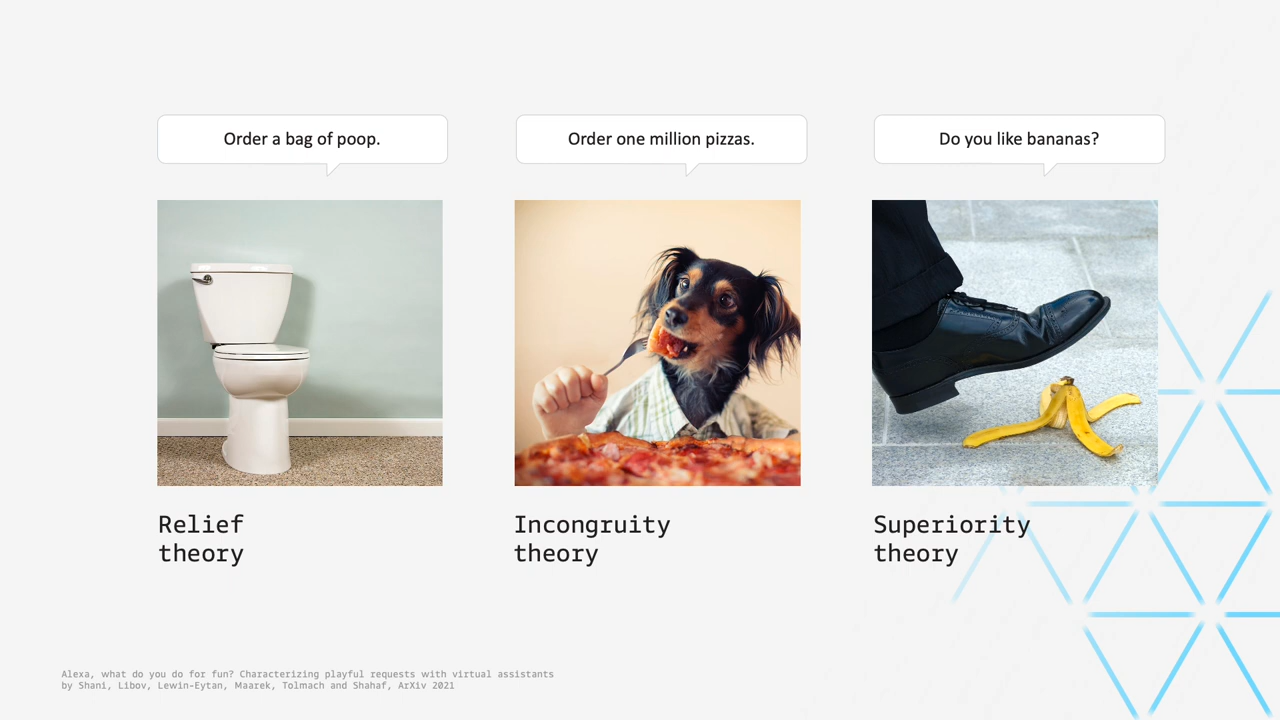 Order a bag of poop.
Order one million pizzas.
Do you like bananas?
Relief
theory
Incongruity
theory
Superiority
theory
Alexa, what do you do for fun? Characterizing playful requests with virtual assistants
by Shani, Libov, Lewin-Eytan, Maarek, Tolmach and Shahaf, ArXiv 2021